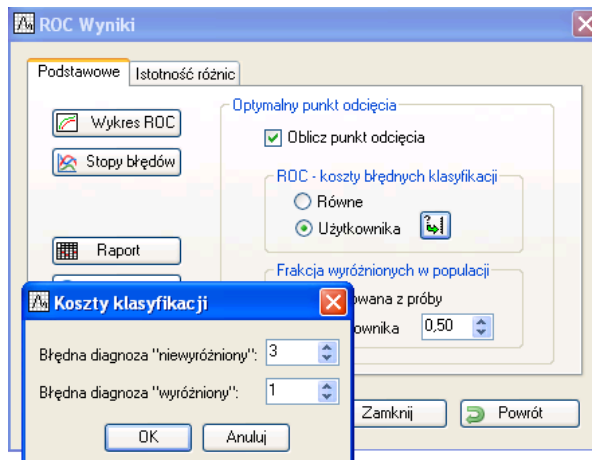 ROC Wyniki
Podstawowe Istotność różnic
Wykres ROC
Stopy błędów
Raport
Optymalny punkt odcięcia
Oblicz punkt odcięcia
ROC - koszty błędnych klasyfikacji
Równe
Użytkownika
Frakcja wyróżnionych w populacji
owana z próby
ownika 0,50
Koszty klasyfikacji
Błędna diagnoza "niewyróżniony": 3
Błędna diagnoza "wyróżniony": 1
OK Anuluj
Zamknij Powrót